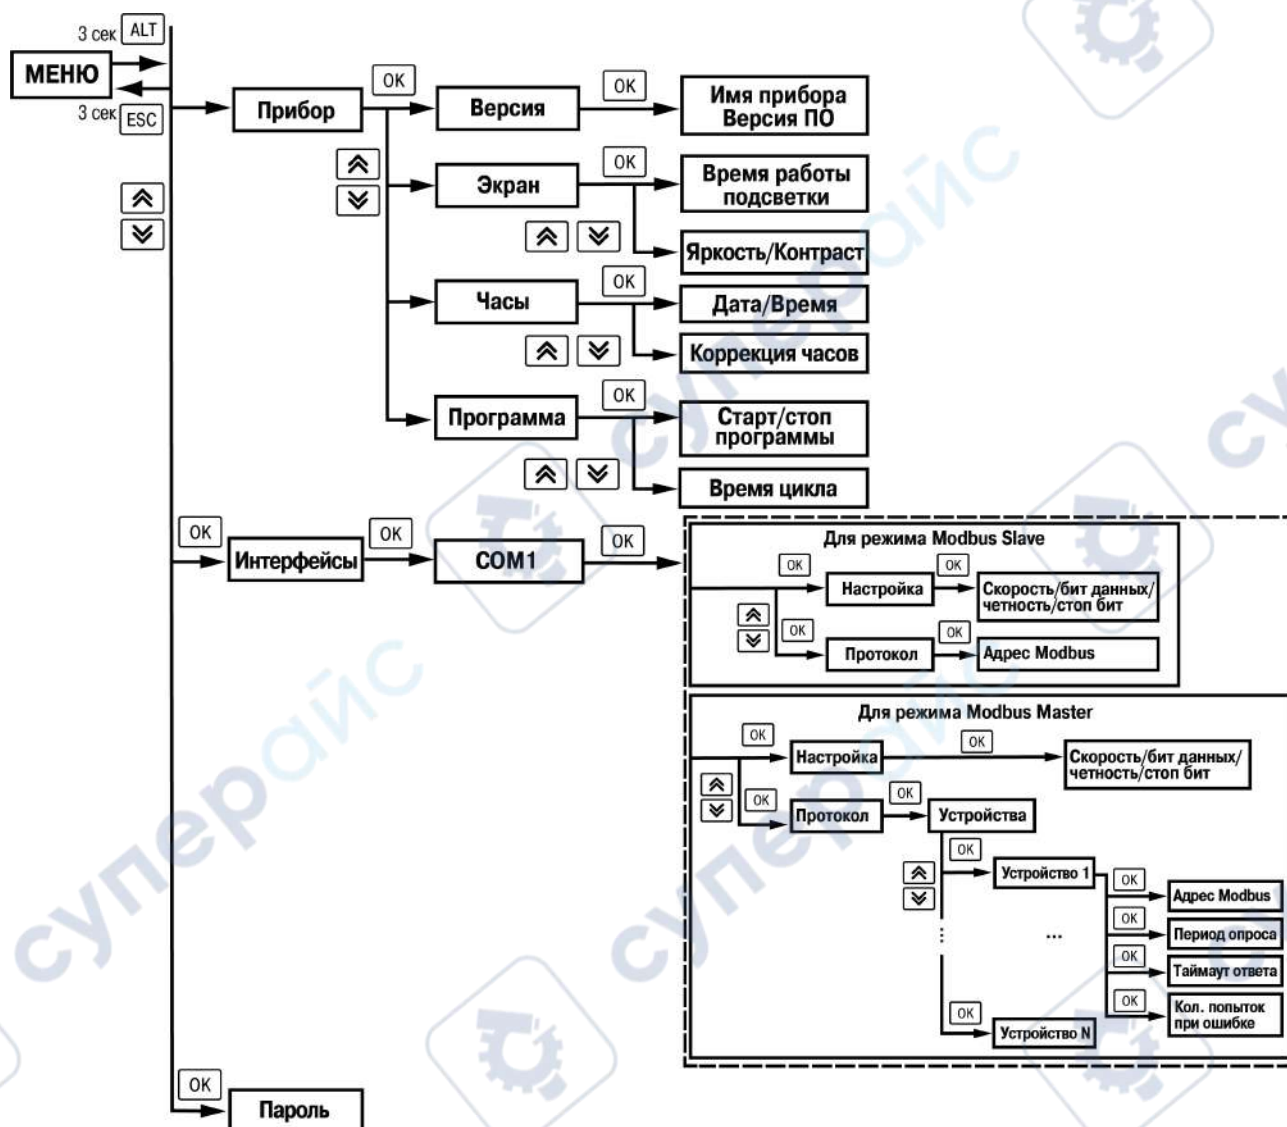 3 сек ALT
МЕНЮ
3 сек ESC
Прибор
OK
Версия
OK
Имя прибора
Версия ПО
Экран
OK
Время работы
подсветки
Яркость/Контраст
Часы
OK
Дата/Время
Коррекция часов
Программа
OK
Старт/стоп
программы
Время цикла
OK
Интерфейсы
OK
COM1
OK
Для режима Modbus Slave
OK
Настройка
OK
Скорость/бит данных/
четность/стоп бит
OK
Протокол
OK
Адрес Modbus
Для режима Modbus Master
OK
Настройка
OK
Скорость/бит данных/
четность/стоп бит
OK
Протокол
OK
Устройства
OK
Устройство 1
OK
Адрес Modbus
OK
Период опроса
OK
Таймаут ответа
OK
Кол. попыток
при ошибке
...
OK
Устройство N
OK
Пароль
суперайс
суперайс
суперайс